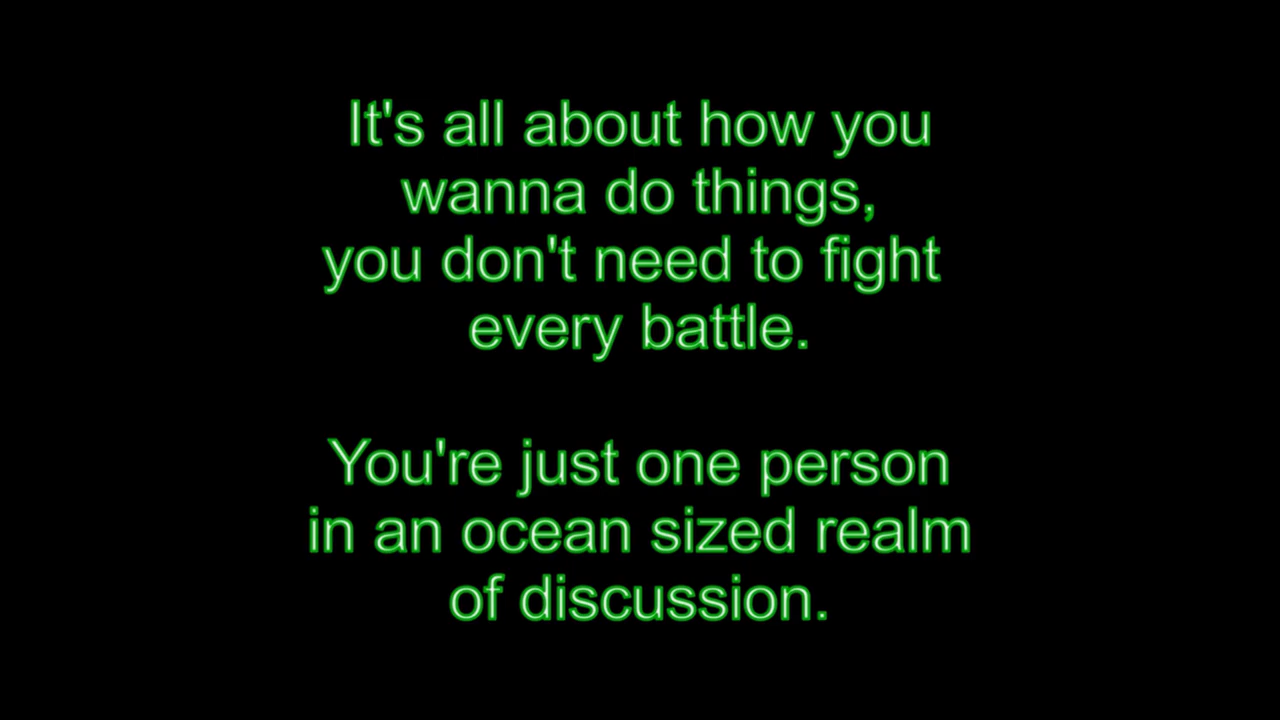 It's all about how you
wanna do things,
you don't need to fight
every battle.
You're just one person
in an ocean sized realm
of discussion.